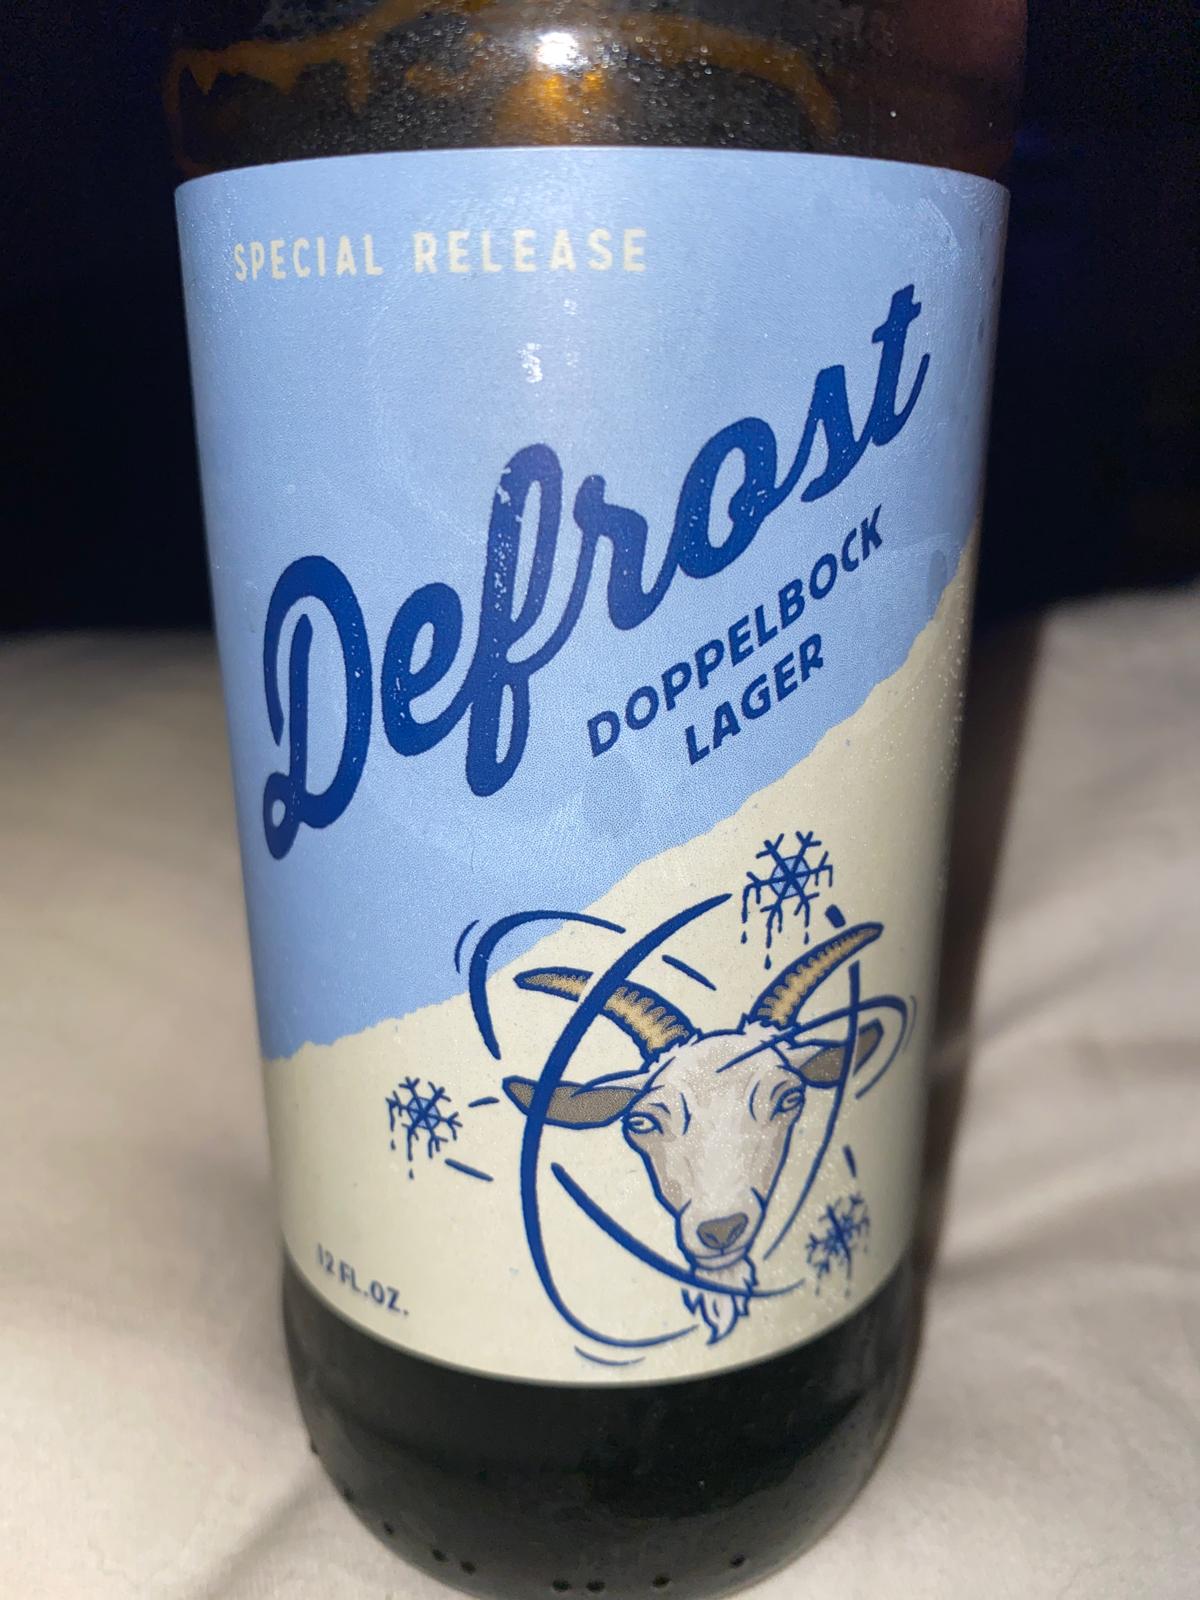 SPECIAL RELEASE
Defrost
DOPPELBOCK
LAGER
12 FL.OZ.